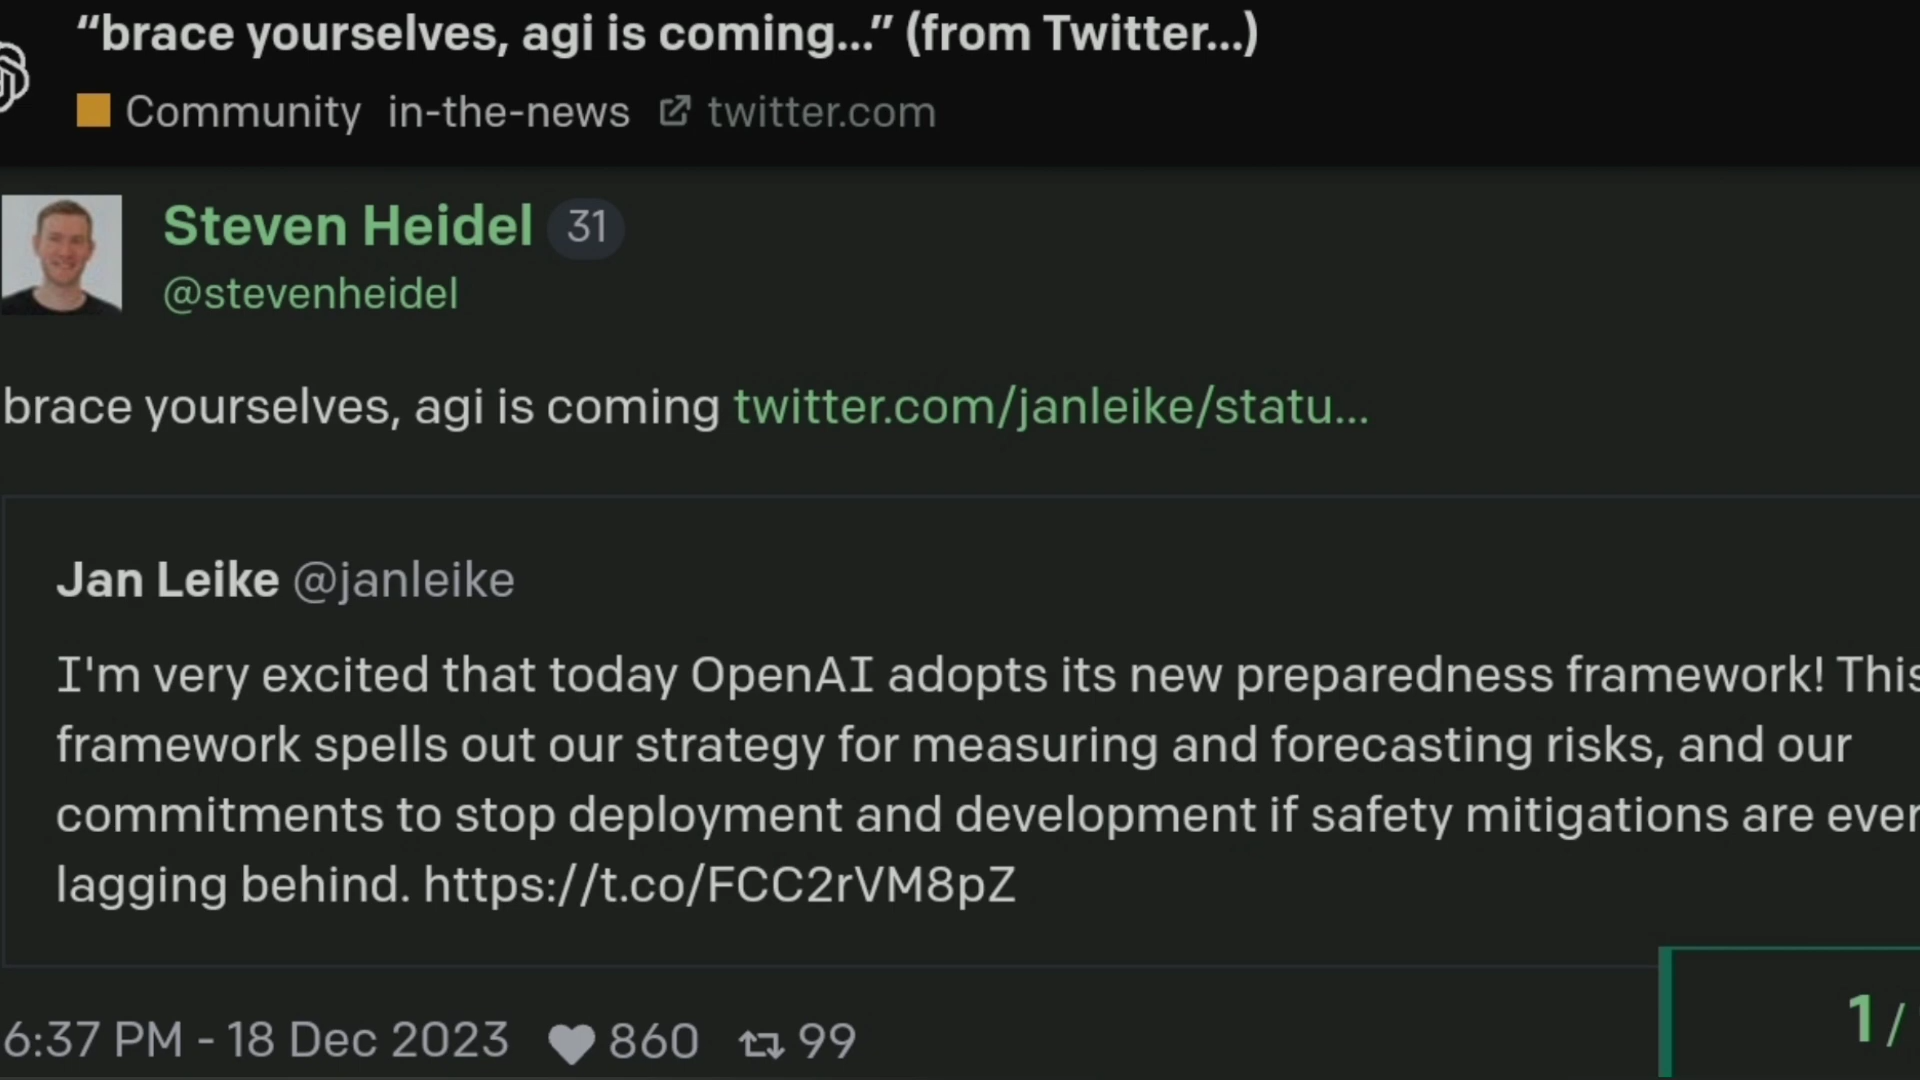 “brace yourselves, agi is coming...” (from Twitter...)
Community in-the-news twitter.com
Steven Heidel 31
@stevenheidel
brace yourselves, agi is coming twitter.com/janleike/statu...
Jan Leike @janleike
I'm very excited that today OpenAI adopts its new preparedness framework! This
framework spells out our strategy for measuring and forecasting risks, and our
commitments to stop deployment and development if safety mitigations are ever
lagging behind. https://t.co/FCC2rVM8pZ
6:37 PM - 18 Dec 2023 860 99
1 /